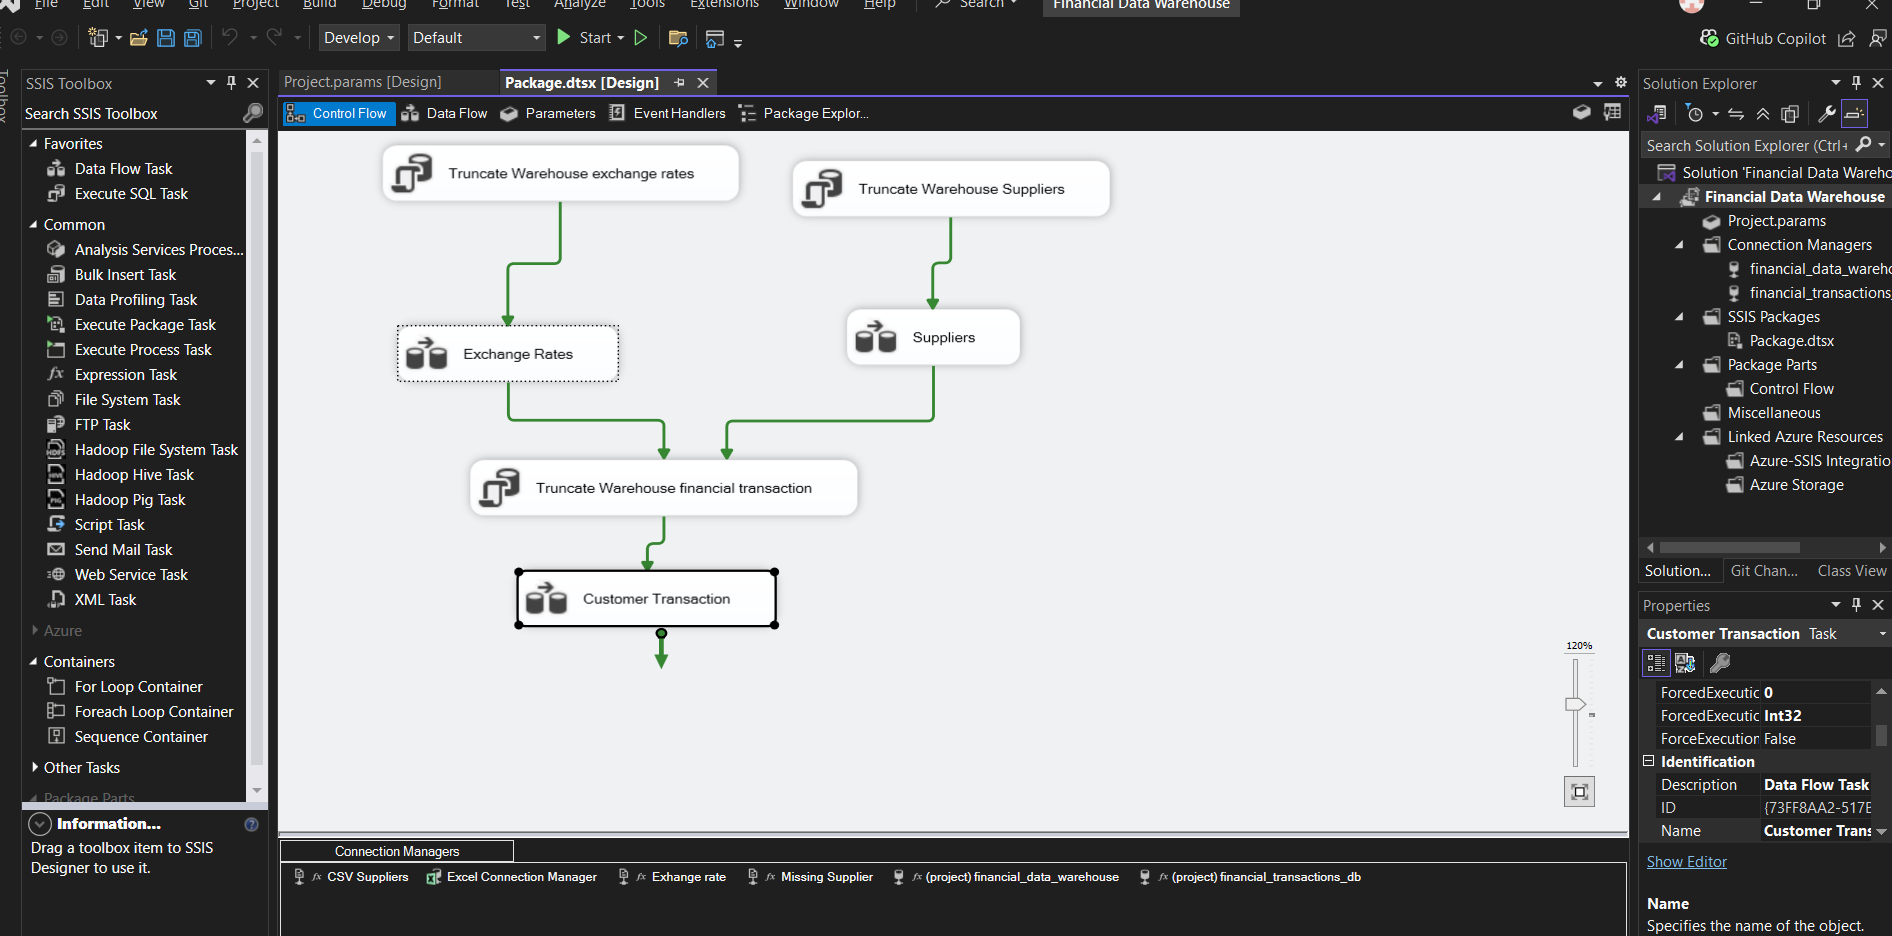 File Edit View Git Project Build Debug Format Test Analyze Tools Extensions Window Help Search Financial Data Warehouse
Develop Default Start GitHub Copilot
Toolbox
SSIS Toolbox
Search SSIS Toolbox
Favorites
Data Flow Task
Execute SQL Task
Common
Analysis Services Proces...
Bulk Insert Task
Data Profiling Task
Execute Package Task
Execute Process Task
Expression Task
File System Task
FTP Task
Hadoop File System Task
Hadoop Hive Task
Hadoop Pig Task
Script Task
Send Mail Task
Web Service Task
XML Task
Azure
Containers
For Loop Container
Foreach Loop Container
Sequence Container
Other Tasks
Package Parts
Information...
Drag a toolbox item to SSIS
Designer to use it.
Project.params [Design] Package.dtsx [Design]
Control Flow Data Flow Parameters Event Handlers Package Explor...
Truncate Warehouse exchange rates
Truncate Warehouse Suppliers
Exchange Rates
Suppliers
Truncate Warehouse financial transaction
Customer Transaction
120%
Connection Managers
fx CSV Suppliers Excel Connection Manager fx Exhange rate fx Missing Supplier fx (project) financial_data_warehouse fx (project) financial_transactions_db
Solution Explorer
Search Solution Explorer (Ctrl+
Solution 'Financial Data Wareho
Financial Data Warehouse
Project.params
Connection Managers
financial_data_wareho
financial_transactions_
SSIS Packages
Package.dtsx
Package Parts
Control Flow
Miscellaneous
Linked Azure Resources
Azure-SSIS Integratio
Azure Storage
Solution... Git Chan... Class View
Properties
Customer Transaction Task
ForcedExecutic 0
ForcedExecutic Int32
ForceExecution False
Identification
Description Data Flow Task
ID {73FF8AA2-517E
Name Customer Trans
Show Editor
Name
Specifies the name of the object.